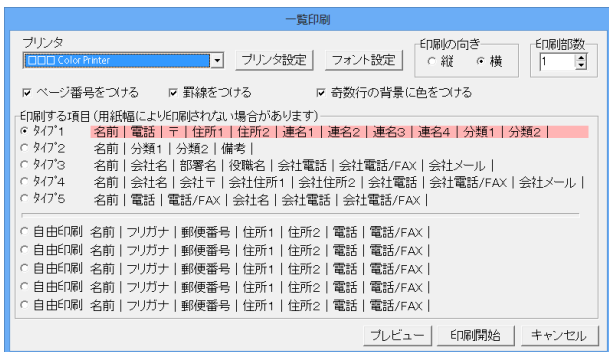 一覧印刷
プリンタ
□□□ Color Printer
プリンタ設定
フォント設定
印刷の向き
縦 横
印刷部数
1
ページ番号をつける 罫線をつける 奇数行の背景に色をつける
印刷する項目(用紙幅により印刷されない場合があります)
タイプ1 名前 | 電話 | 〒 | 住所1 | 住所2 | 連名1 | 連名2 | 連名3 | 連名4 | 分類1 | 分類2 |
タイプ2 名前 | 分類1 | 分類2 | 備考 |
タイプ3 名前 | 会社名 | 部署名 | 役職名 | 会社電話 | 会社電話/FAX | 会社メール |
タイプ4 名前 | 会社名 | 会社〒 | 会社住所1 | 会社住所2 | 会社電話 | 会社電話/FAX | 会社メール |
タイプ5 名前 | 電話 | 電話/FAX | 会社名 | 会社電話 | 会社電話/FAX |
自由印刷 名前 | フリガナ | 郵便番号 | 住所1 | 住所2 | 電話 | 電話/FAX |
自由印刷 名前 | フリガナ | 郵便番号 | 住所1 | 住所2 | 電話 | 電話/FAX |
自由印刷 名前 | フリガナ | 郵便番号 | 住所1 | 住所2 | 電話 | 電話/FAX |
自由印刷 名前 | フリガナ | 郵便番号 | 住所1 | 住所2 | 電話 | 電話/FAX |
自由印刷 名前 | フリガナ | 郵便番号 | 住所1 | 住所2 | 電話 | 電話/FAX |
プレビュー 印刷開始 キャンセル